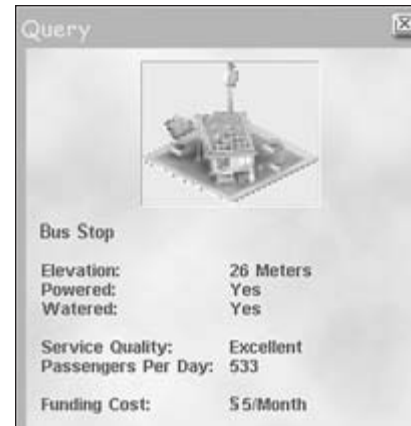 Query
Bus Stop
Elevation: 26 Meters
Powered: Yes
Watered: Yes
Service Quality: Excellent
Passengers Per Day: 533
Funding Cost: §5/Month